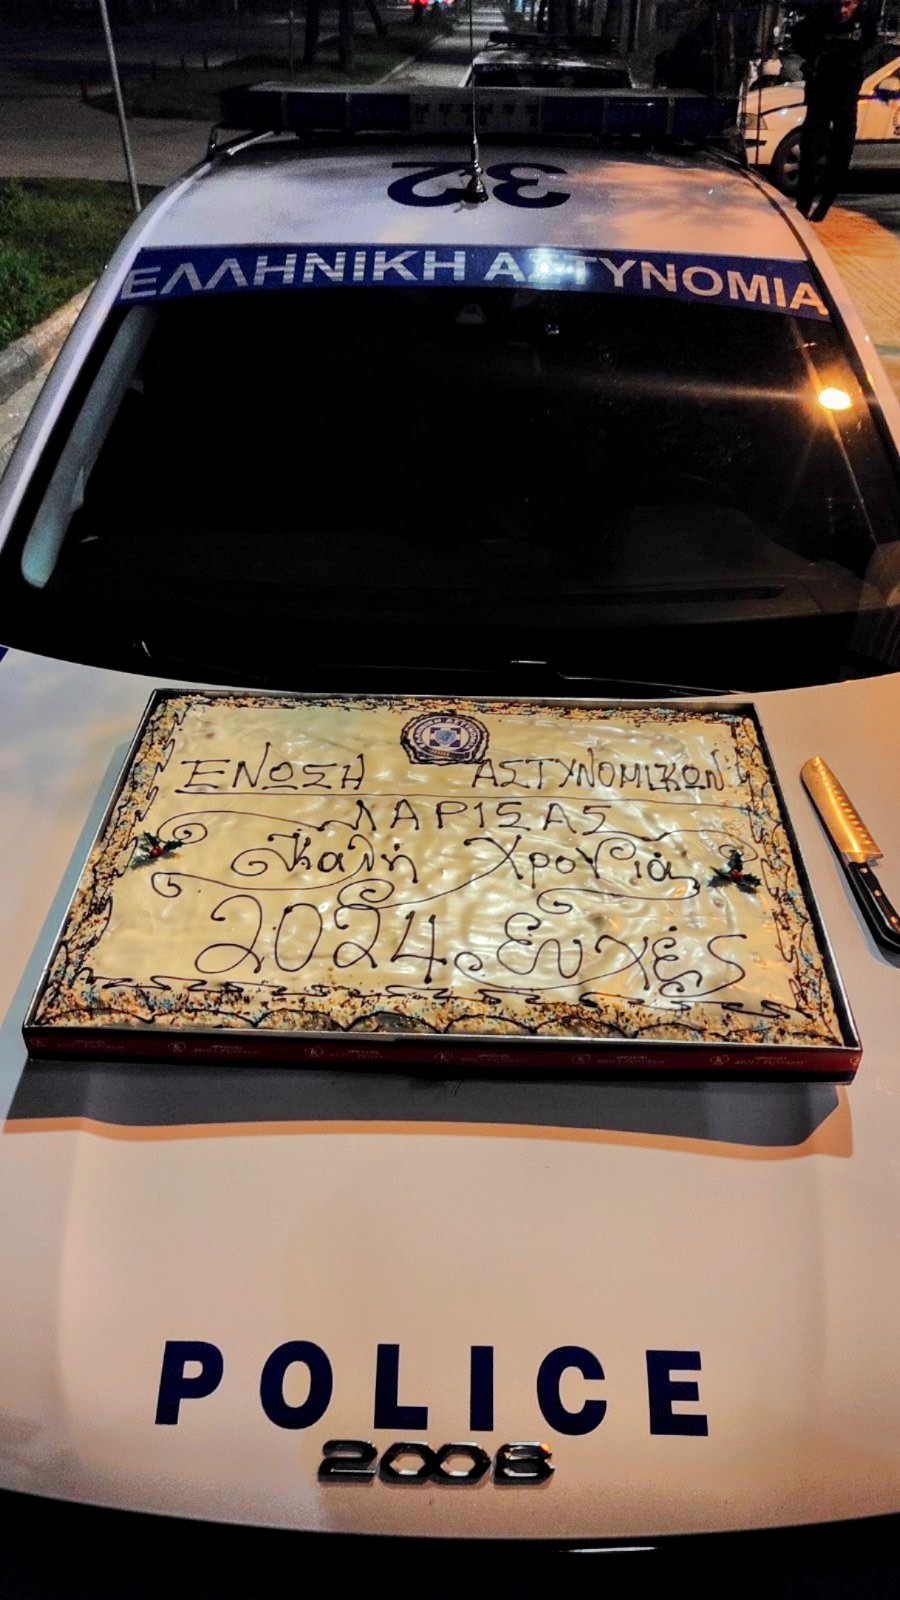 32
ΕΛΛΗΝΙΚΗ ΑΣΤΥΝΟΜΙΑ
ΕΝΩΣΗ ΑΣΤΥΝΟΜΙΚΩΝ
ΛΑΡΙΣΑΣ
Καλή Χρονιά
2024 Ευχές
POLICE
2008